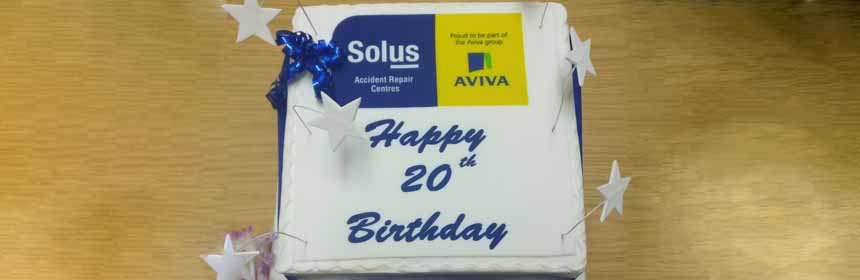 Solus
Accident Repair
Centres
Proud to be part of
the Aviva group
AVIVA
Happy
20th
Birthday